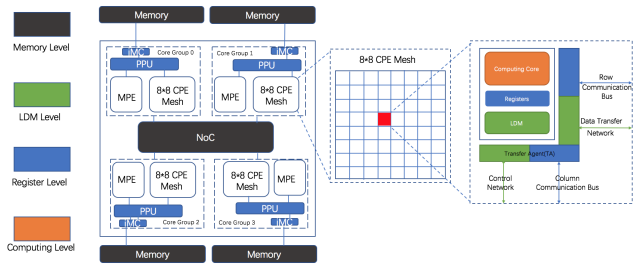 Memory Level
LDM Level
Register Level
Computing Level
Memory
Memory
iMC
Core Group 0
PPU
MPE
8*8 CPE
Mesh
Core Group 1
iMC
PPU
MPE
8*8 CPE
Mesh
NoC
MPE
8*8 CPE
Mesh
PPU
iMC
Core Group 2
8*8 CPE
Mesh
MPE
PPU
Core Group 3
iMC
Memory
Memory
8*8 CPE Mesh
Computing Core
Registers
LDM
Transfer Agent(TA)
Row
Communication
Bus
Data Transfer
Network
Control
Network
Column
Communication Bus